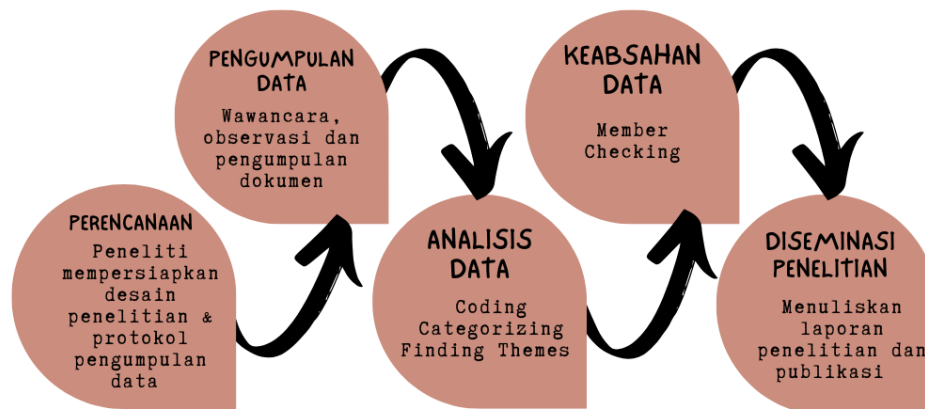 PERENCANAAN
Peneliti
mempersiapkan
desain
penelitian &
protokol
pengumpulan
data
PENGUMPULAN
DATA
Wawancara,
observasi dan
pengumpulan
dokumen
ANALISIS
DATA
Coding
Categorizing
Finding Themes
KEABSAHAN
DATA
Member
Checking
DISEMINASI
PENELITIAN
Menuliskan
laporan
penelitian dan
publikasi